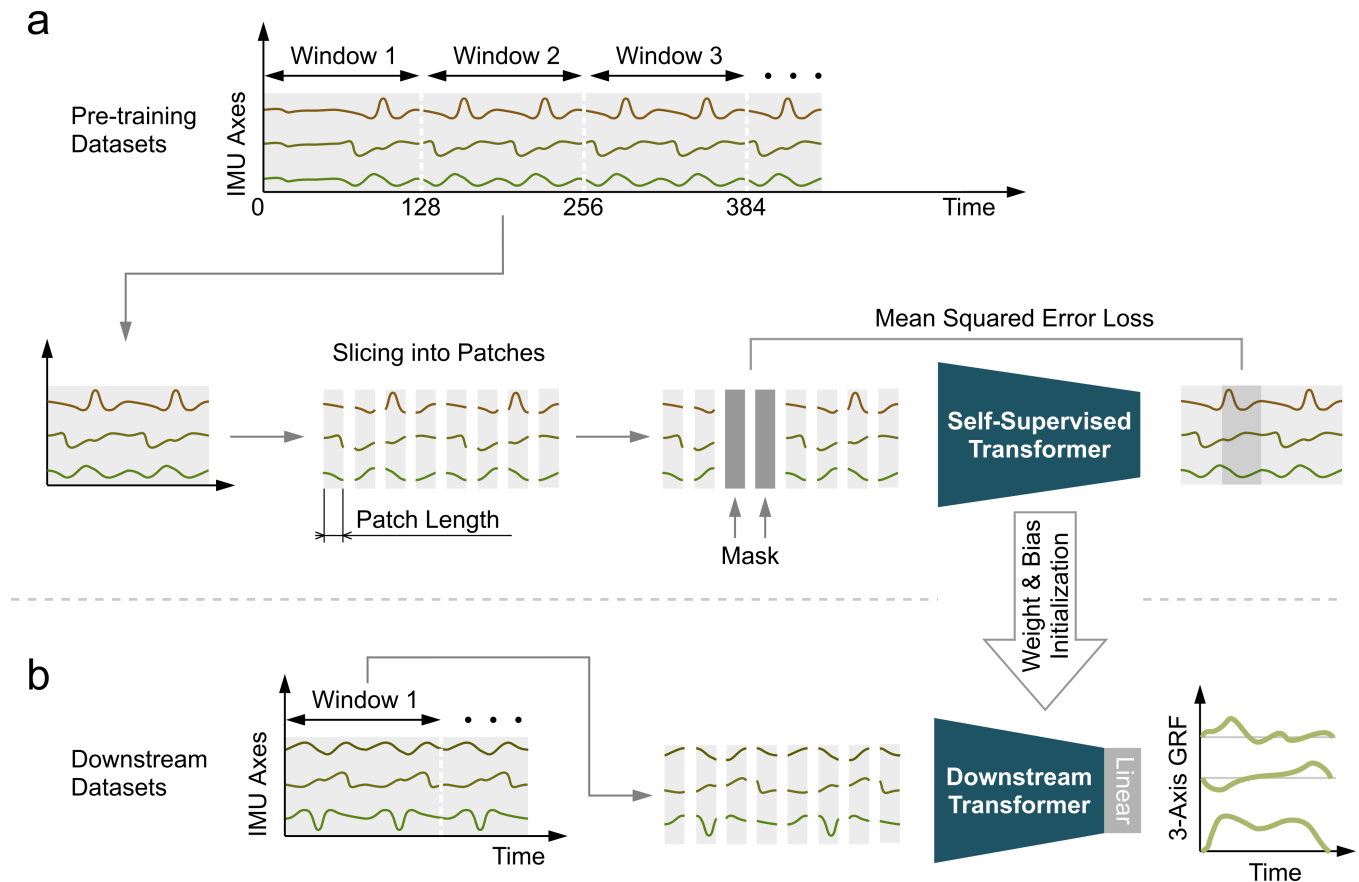 a
Window 1
Window 2
Window 3
Pre-training
Datasets
IMU Axes
0
128
256
384
Time
Mean Squared Error Loss
Slicing into Patches
Self-Supervised
Transformer
Patch Length
Mask
Weight & Bias
Initialization
b
Window 1
Downstream
Datasets
IMU Axes
Time
Downstream
Transformer
Linear
3-Axis GRF
Time